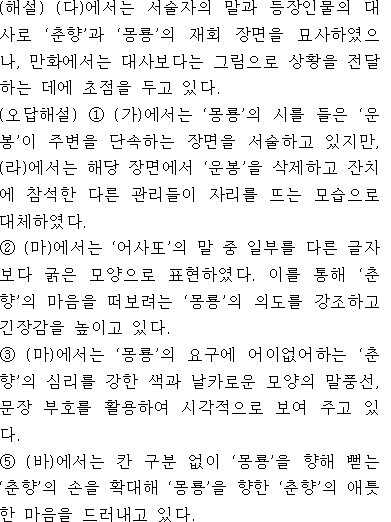 (해설) (다)에서는 서술자의 말과 등장인물의 대
사로 ‘춘향’과 ‘몽룡’의 재회 장면을 묘사하였으
나, 만화에서는 대사보다는 그림으로 상황을 전달
하는 데에 초점을 두고 있다.
(오답해설) ① (가)에서는 ‘몽룡’의 시를 들은 ‘운
봉’이 주변을 단속하는 장면을 서술하고 있지만,
(라)에서는 해당 장면에서 ‘운봉’을 삭제하고 잔치
에 참석한 다른 관리들이 자리를 뜨는 모습으로
대체하였다.
② (마)에서는 ‘어사또’의 말 중 일부를 다른 글자
보다 굵은 모양으로 표현하였다. 이를 통해 ‘춘
향’의 마음을 떠보려는 ‘몽룡’의 의도를 강조하고
긴장감을 높이고 있다.
③ (마)에서는 ‘몽룡’의 요구에 어이없어하는 ‘춘
향’의 심리를 강한 색과 날카로운 모양의 말풍선,
문장 부호를 활용하여 시각적으로 보여 주고 있
다.
⑤ (바)에서는 칸 구분 없이 ‘몽룡’을 향해 뻗는
‘춘향’의 손을 확대해 ‘몽룡’을 향한 ‘춘향’의 애틋
한 마음을 드러내고 있다.